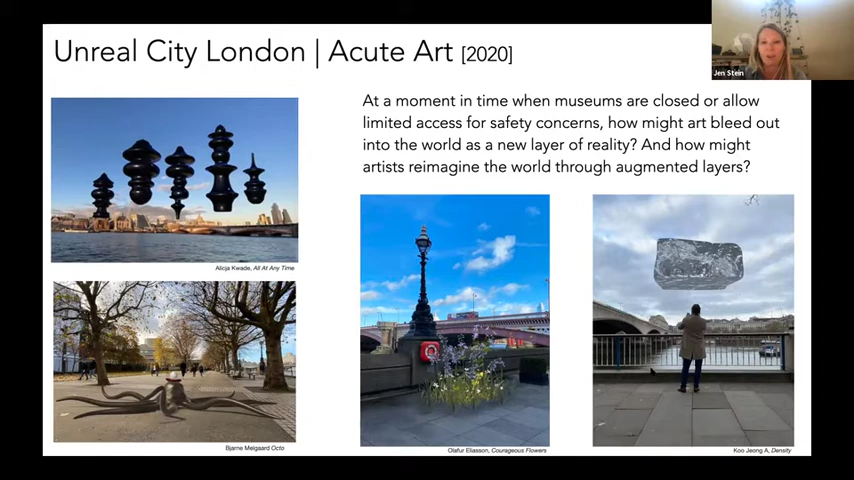 Unreal City London | Acute Art [2020]
Jen Stein
At a moment in time when museums are closed or allow
limited access for safety concerns, how might art bleed out
into the world as a new layer of reality? And how might
artists reimagine the world through augmented layers?
Alicja Kwade, All At Any Time
Bjarne Melgaard Octo
Olafur Eliasson, Courageous Flowers
Koo Jeong A, Density